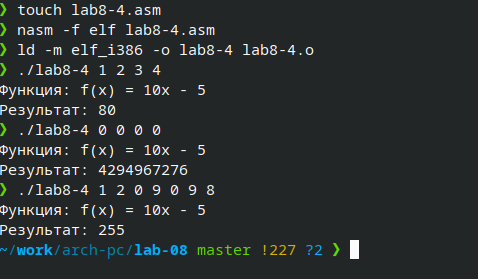 ❯ touch lab8-4.asm
❯ nasm -f elf lab8-4.asm
❯ ld -m elf_i386 -o lab8-4 lab8-4.o
❯ ./lab8-4 1 2 3 4
Функция: f(x) = 10x - 5
Результат: 80
❯ ./lab8-4 0 0 0 0
Функция: f(x) = 10x - 5
Результат: 4294967276
❯ ./lab8-4 1 2 0 9 0 9 8
Функция: f(x) = 10x - 5
Результат: 255
~/work/arch-pc/lab-08 master !227 ?2 ❯